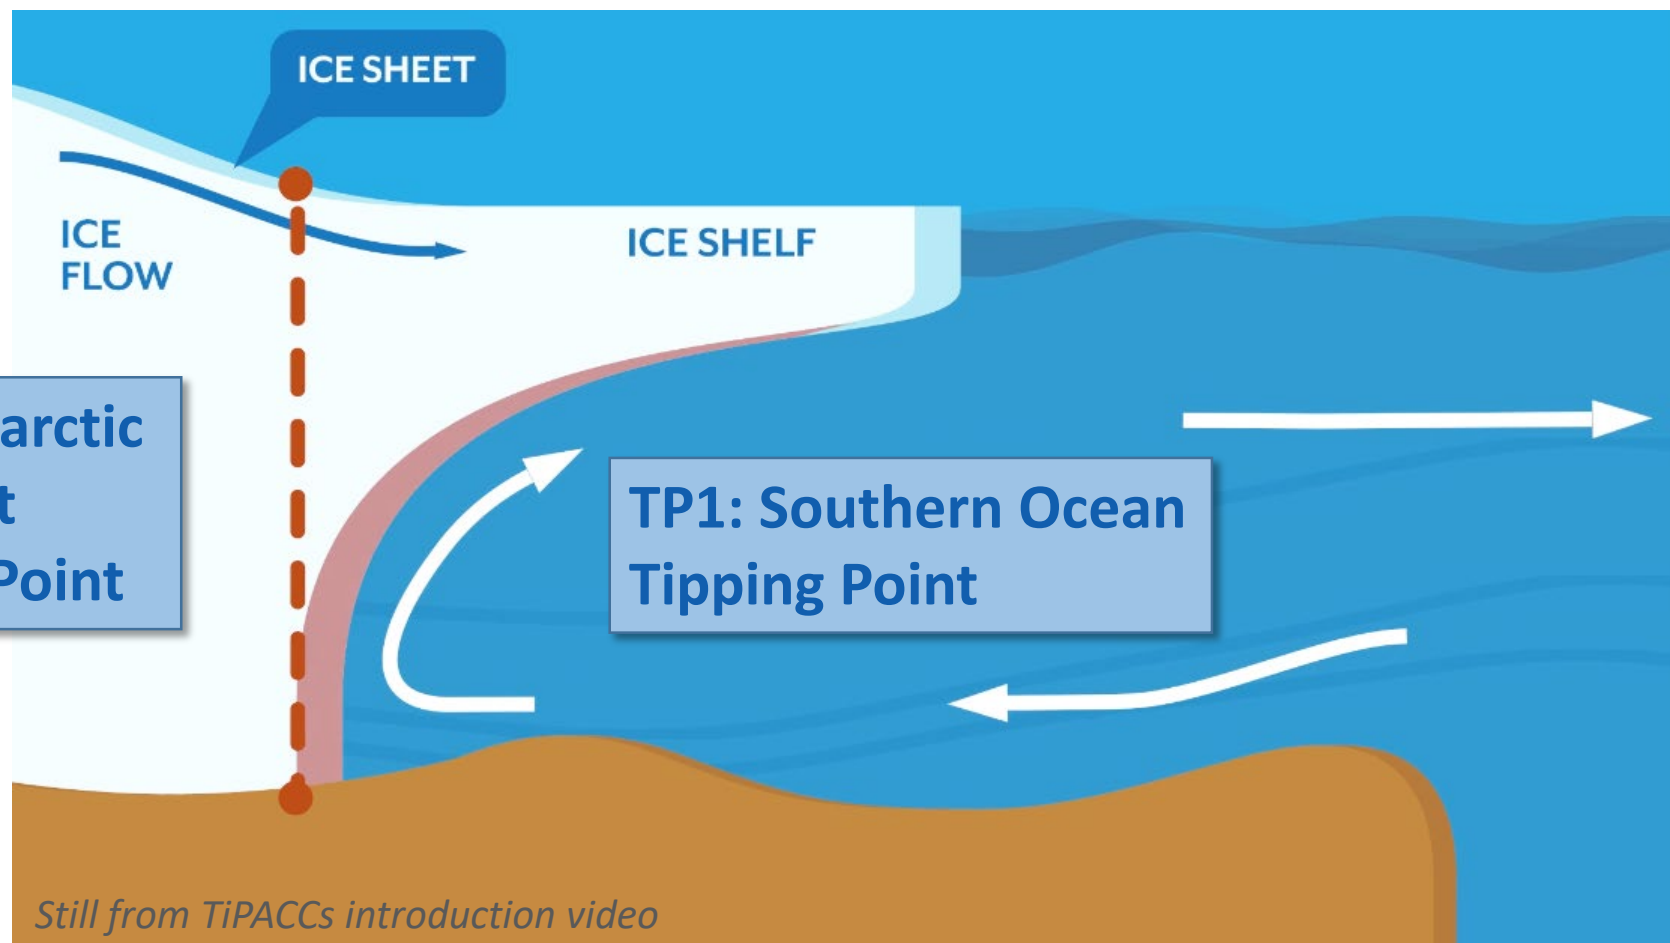 ICE SHEET
ICE
FLOW
ICE SHELF
arctic
t
Point
TP1: Southern Ocean
Tipping Point
Still from TiPACCs introduction video